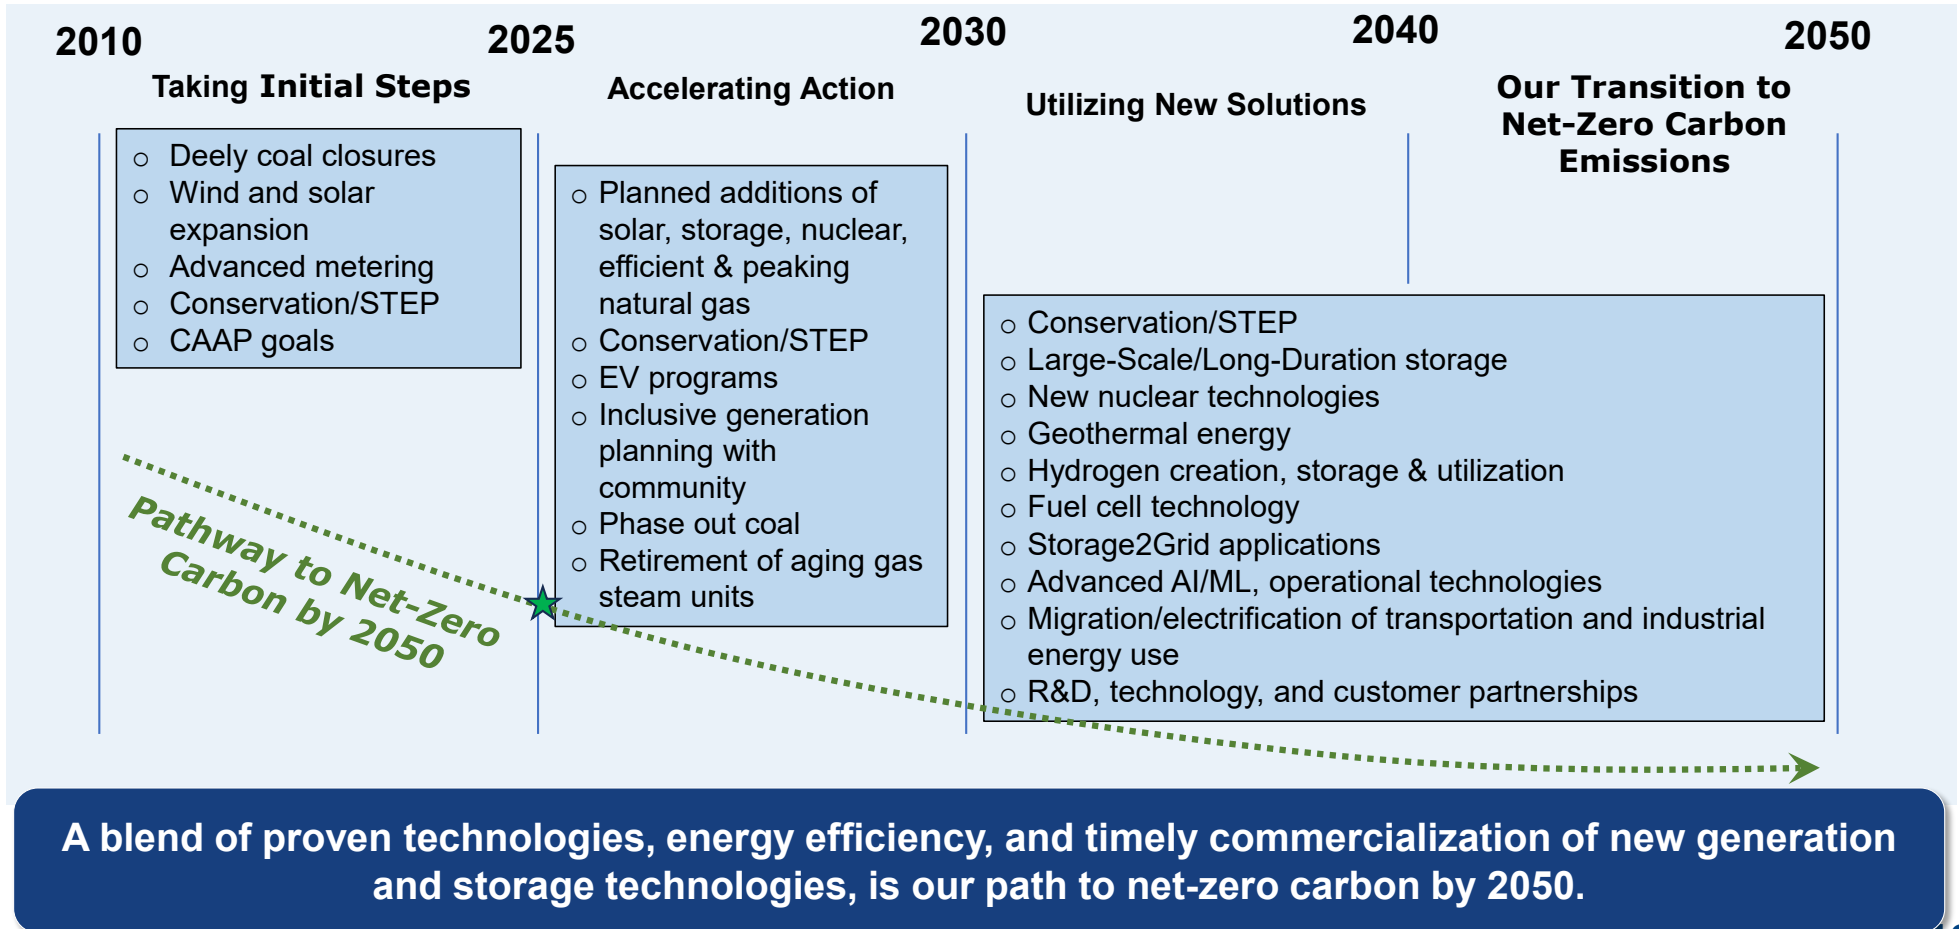 2010
2025
2030
2040
2050
Taking Initial Steps
Accelerating Action
Utilizing New Solutions
Our Transition to
Net-Zero Carbon
Emissions
○ Deely coal closures
○ Wind and solar
expansion
○ Advanced metering
○ Conservation/STEP
○ CAAP goals
○ Planned additions of
solar, storage, nuclear,
efficient & peaking
natural gas
○ Conservation/STEP
○ EV programs
○ Inclusive generation
planning with
community
○ Phase out coal
○ Retirement of aging gas
steam units
○ Conservation/STEP
○ Large-Scale/Long-Duration storage
○ New nuclear technologies
○ Geothermal energy
○ Hydrogen creation, storage & utilization
○ Fuel cell technology
○ Storage2Grid applications
○ Advanced AI/ML, operational technologies
○ Migration/electrification of transportation and industrial
energy use
○ R&D, technology, and customer partnerships
Pathway to Net-Zero
Carbon by 2050
A blend of proven technologies, energy efficiency, and timely commercialization of new generation
and storage technologies, is our path to net-zero carbon by 2050.